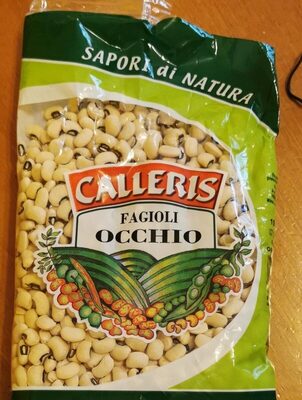 SAPORI di NATURA
CALLERIS
FAGIOLI
OCCHIO